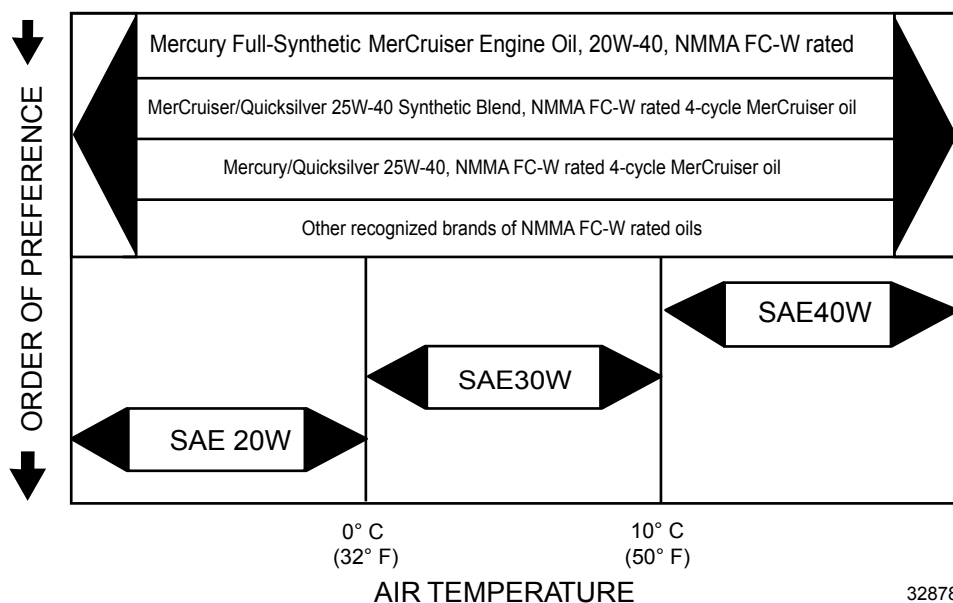 ORDER OF PREFERENCE
Mercury Full-Synthetic MerCruiser Engine Oil, 20W-40, NMMA FC-W rated
MerCruiser/Quicksilver 25W-40 Synthetic Blend, NMMA FC-W rated 4-cycle MerCruiser oil
Mercury/Quicksilver 25W-40, NMMA FC-W rated 4-cycle MerCruiser oil
Other recognized brands of NMMA FC-W rated oils
SAE40W
SAE30W
SAE 20W
0° C
(32° F)
10° C
(50° F)
AIR TEMPERATURE
32878